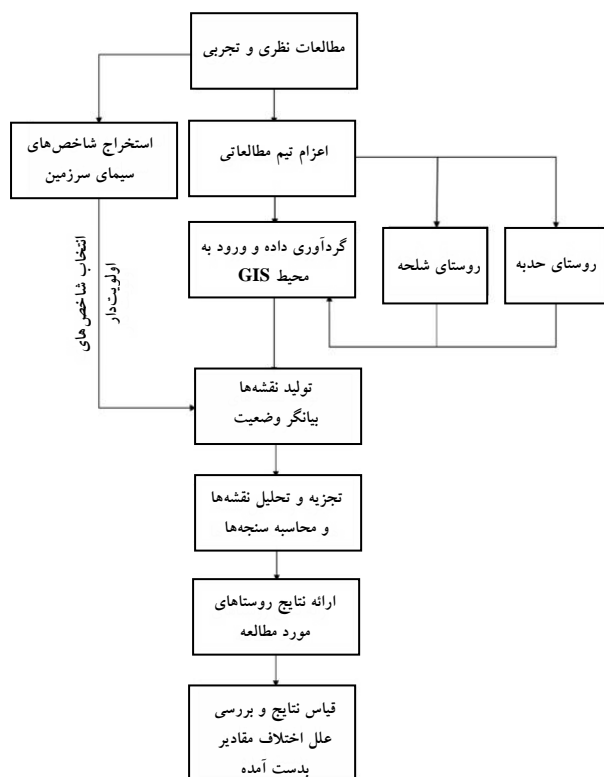 مطالعات نظری و تجربی
استخراج شاخص‌های
سیمای سرزمین
اعزام تیم مطالعاتی
انتخاب شاخص‌های
اولویت‌دار
گردآوری داده و ورود به
محیط GIS
روستای شلحه
روستای حدبه
تولید نقشه‌ها
بیانگر وضعیت
تجزیه و تحلیل نقشه‌ها
و محاسبه سنجه‌ها
ارائه نتایج روستاهای
مورد مطالعه
قیاس نتایج و بررسی
علل اختلاف مقادیر
بدست آمده